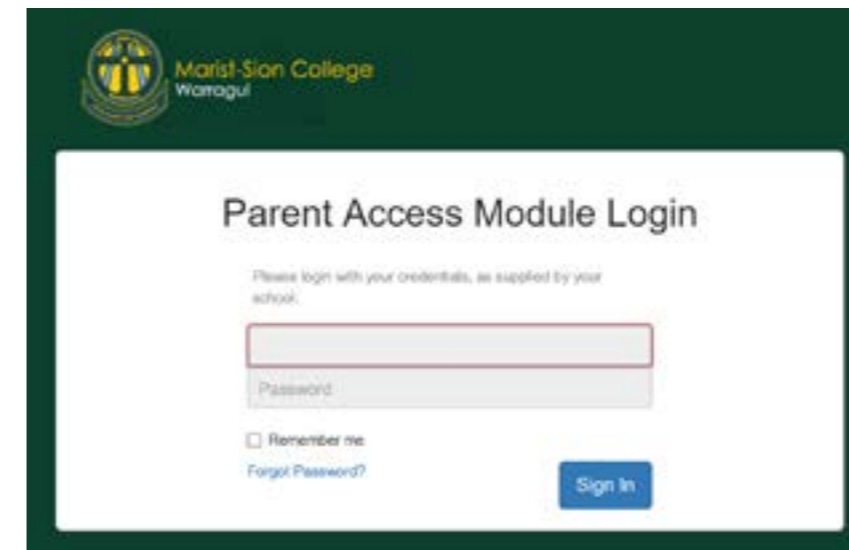 Marist-Sion College
Warragul
Parent Access Module Login
Please login with your credentials, as supplied by your
school.
Password
Remember me
Forgot Password?
Sign In